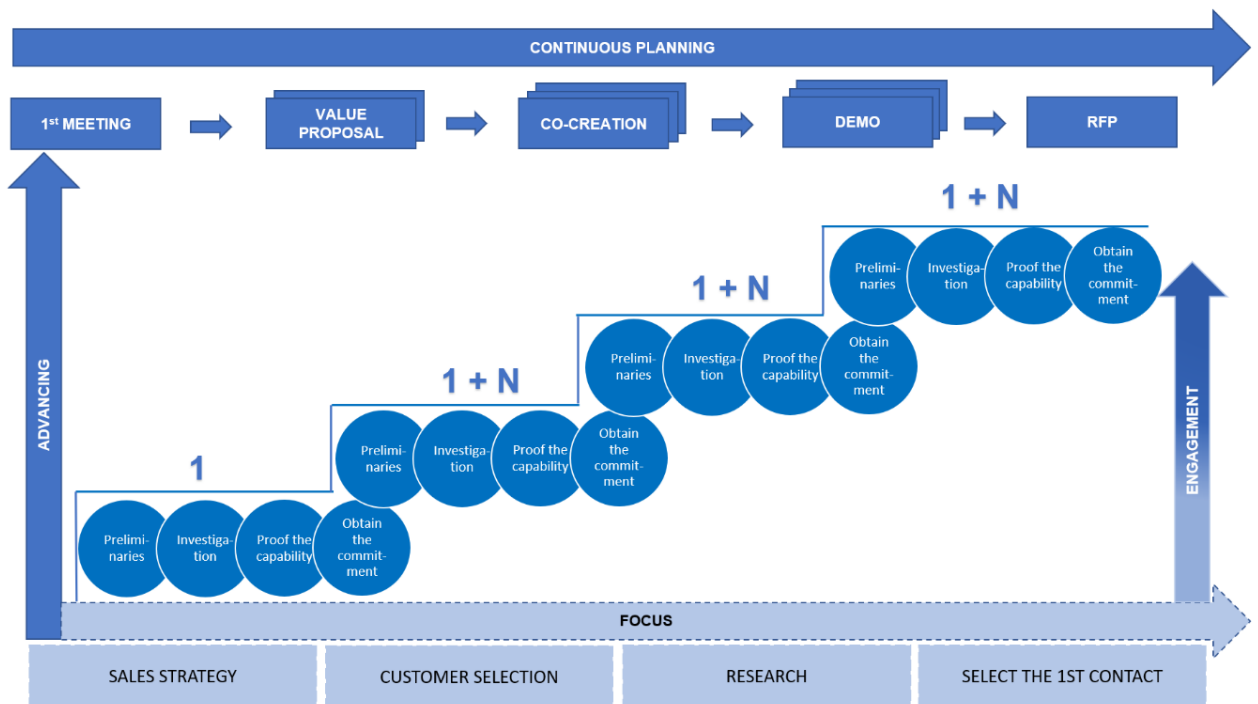 CONTINUOUS PLANNING
1st MEETING
VALUE
PROPOSAL
CO-CREATION
DEMO
RFP
1 + N
Prelimi-
naries
Investiga-
tion
Proof the
capability
Obtain
the
commit-
ment
1 + N
Prelimi-
naries
Investiga-
tion
Proof the
capability
Obtain
the
commit-
ment
1 + N
Prelimi-
naries
Investiga-
tion
Proof the
capability
Obtain
the
commit-
ment
1
Prelimi-
naries
Investiga-
tion
Proof the
capability
Obtain
the
commit-
ment
ADVANCING
ENGAGEMENT
FOCUS
SALES STRATEGY
CUSTOMER SELECTION
RESEARCH
SELECT THE 1ST CONTACT